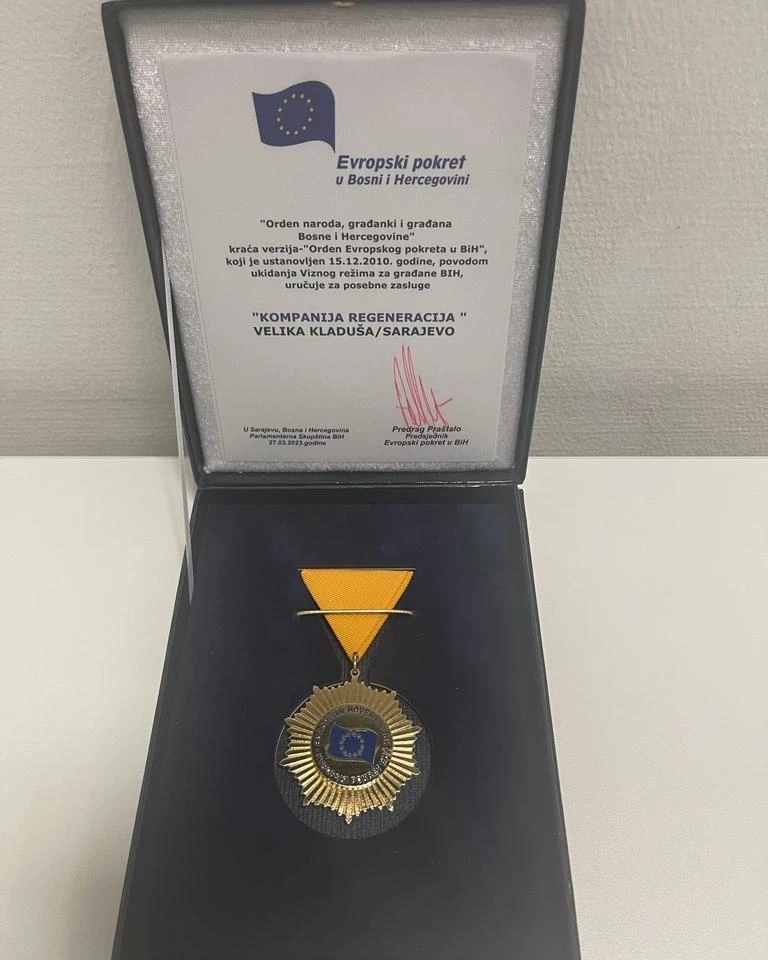 Evropski pokret
u Bosni i Hercegovini
"Orden naroda, građanki i građana
Bosne i Hercegovine"
kraća verzija-"Orden Evropskog pokreta u BiH",
koji je ustanovljen 15.12.2010. godine, povodom
ukidanja Viznog režima za građane BIH,
uručuje za posebne zasluge
"KOMPANIJA REGENERACIJA "
VELIKA KLADUŠA/SARAJEVO
U Sarajevu, Bosna i Hercegovina
Parlamentarna Skupština BiH
27.03.2023.godine
Predrag Praštalo
Predsjednik
Evropski pokret u BiH